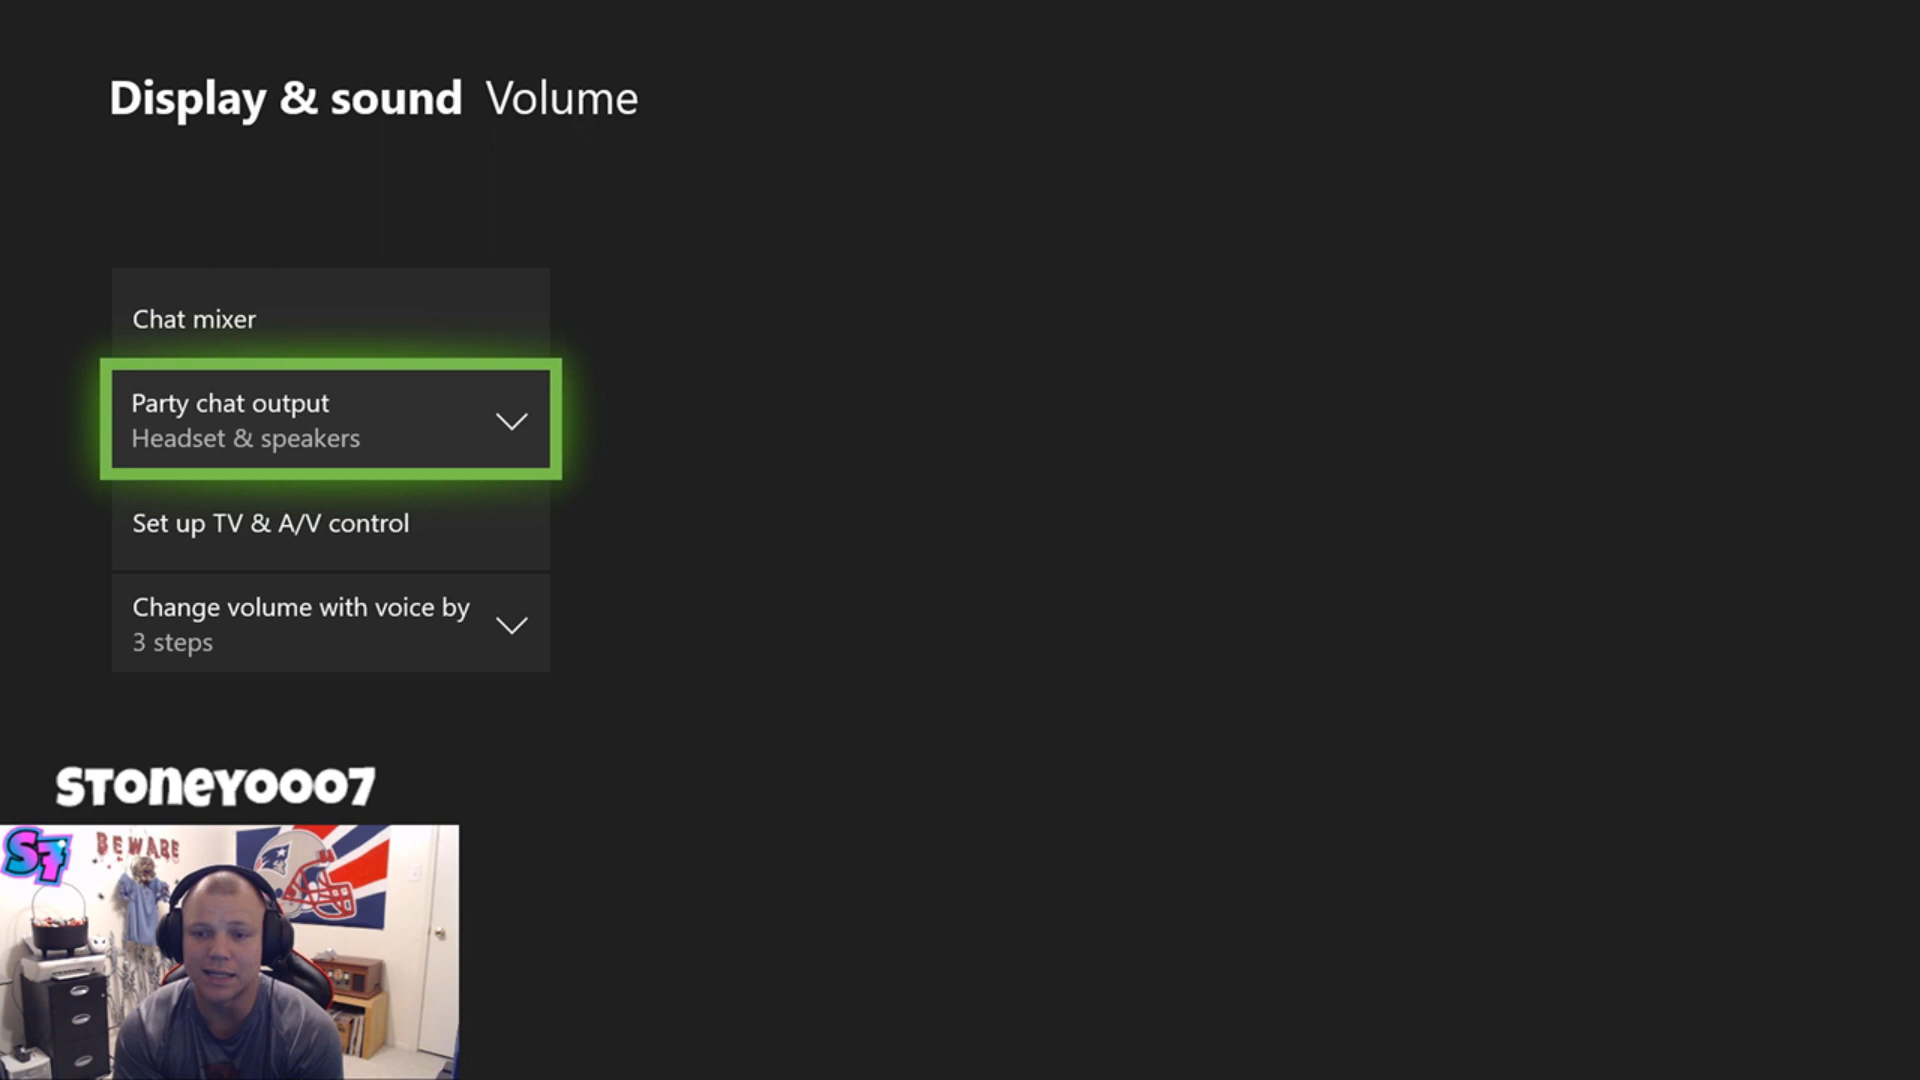 Display & sound Volume
Chat mixer
Party chat output
Headset & speakers
Set up TV & A/V control
Change volume with voice by
3 steps
STONEY0007
S7
BEWARE